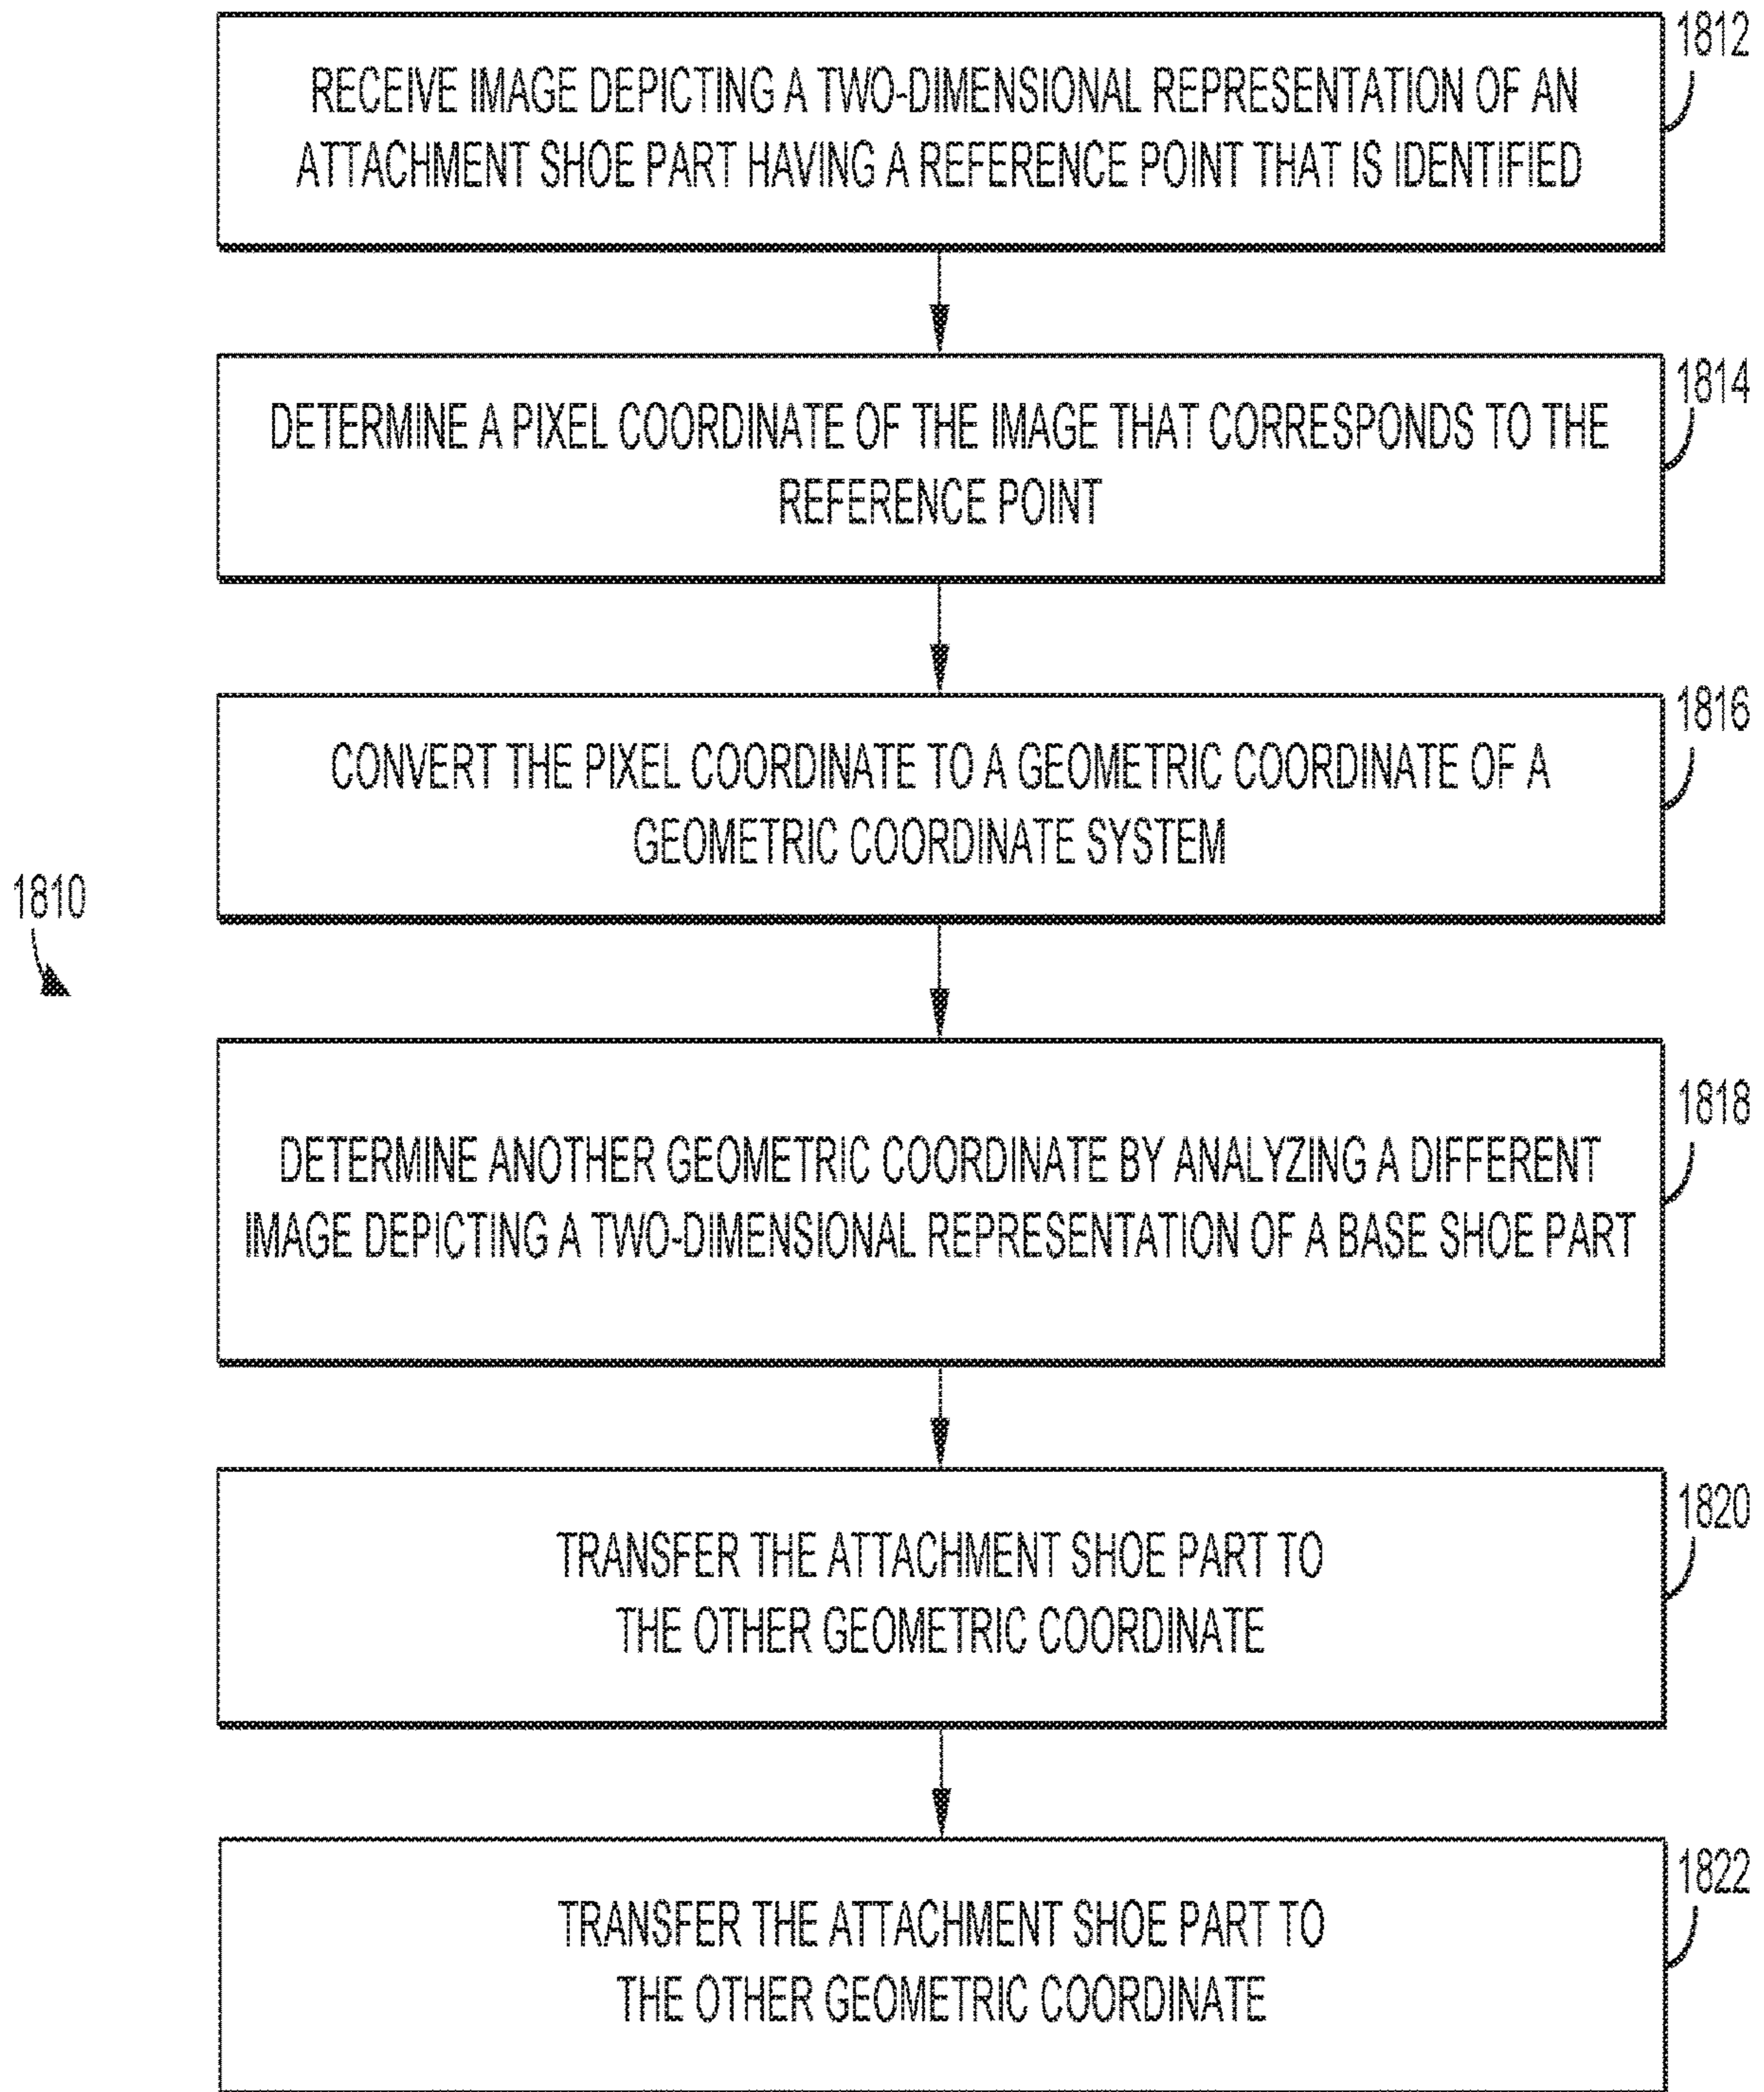 1812
RECEIVE IMAGE DEPICTING A TWO-DIMENSIONAL REPRESENTATION OF AN
ATTACHMENT SHOE PART HAVING A REFERENCE POINT THAT IS IDENTIFIED
1814
DETERMINE A PIXEL COORDINATE OF THE IMAGE THAT CORRESPONDS TO THE
REFERENCE POINT
1816
CONVERT THE PIXEL COORDINATE TO A GEOMETRIC COORDINATE OF A
GEOMETRIC COORDINATE SYSTEM
1810
1818
DETERMINE ANOTHER GEOMETRIC COORDINATE BY ANALYZING A DIFFERENT
IMAGE DEPICTING A TWO-DIMENSIONAL REPRESENTATION OF A BASE SHOE PART
1820
TRANSFER THE ATTACHMENT SHOE PART TO
THE OTHER GEOMETRIC COORDINATE
1822
TRANSFER THE ATTACHMENT SHOE PART TO
THE OTHER GEOMETRIC COORDINATE